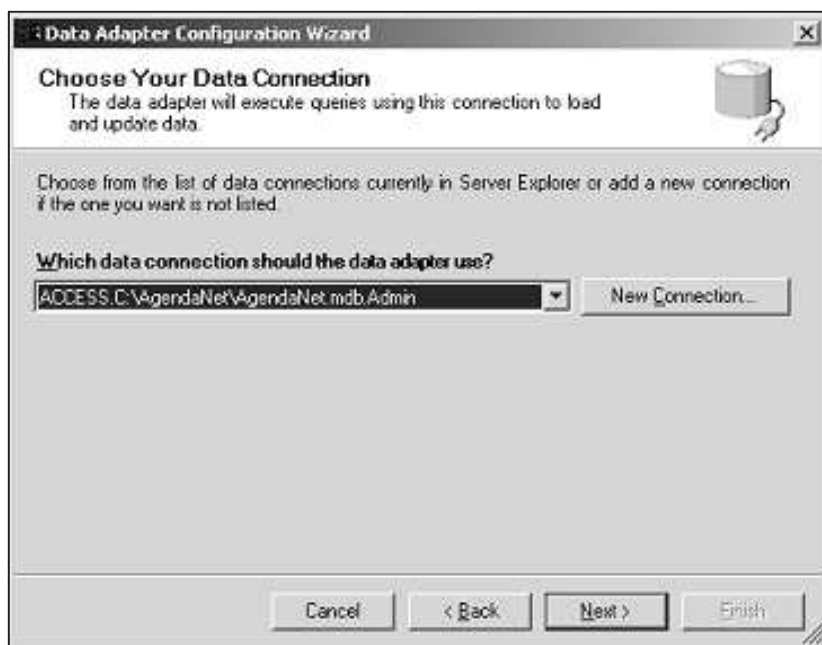 Data Adapter Configuration Wizard
Choose Your Data Connection
The data adapter will execute queries using this connection to load
and update data.
Choose from the list of data connections currently in Server Explorer or add a new connection
if the one you want is not listed.
Which data connection should the data adapter use?
ACCESS.C:\AgendaNet\AgendaNet.mdb.Admin
New Connection...
Cancel
< Back
Next >
Finish